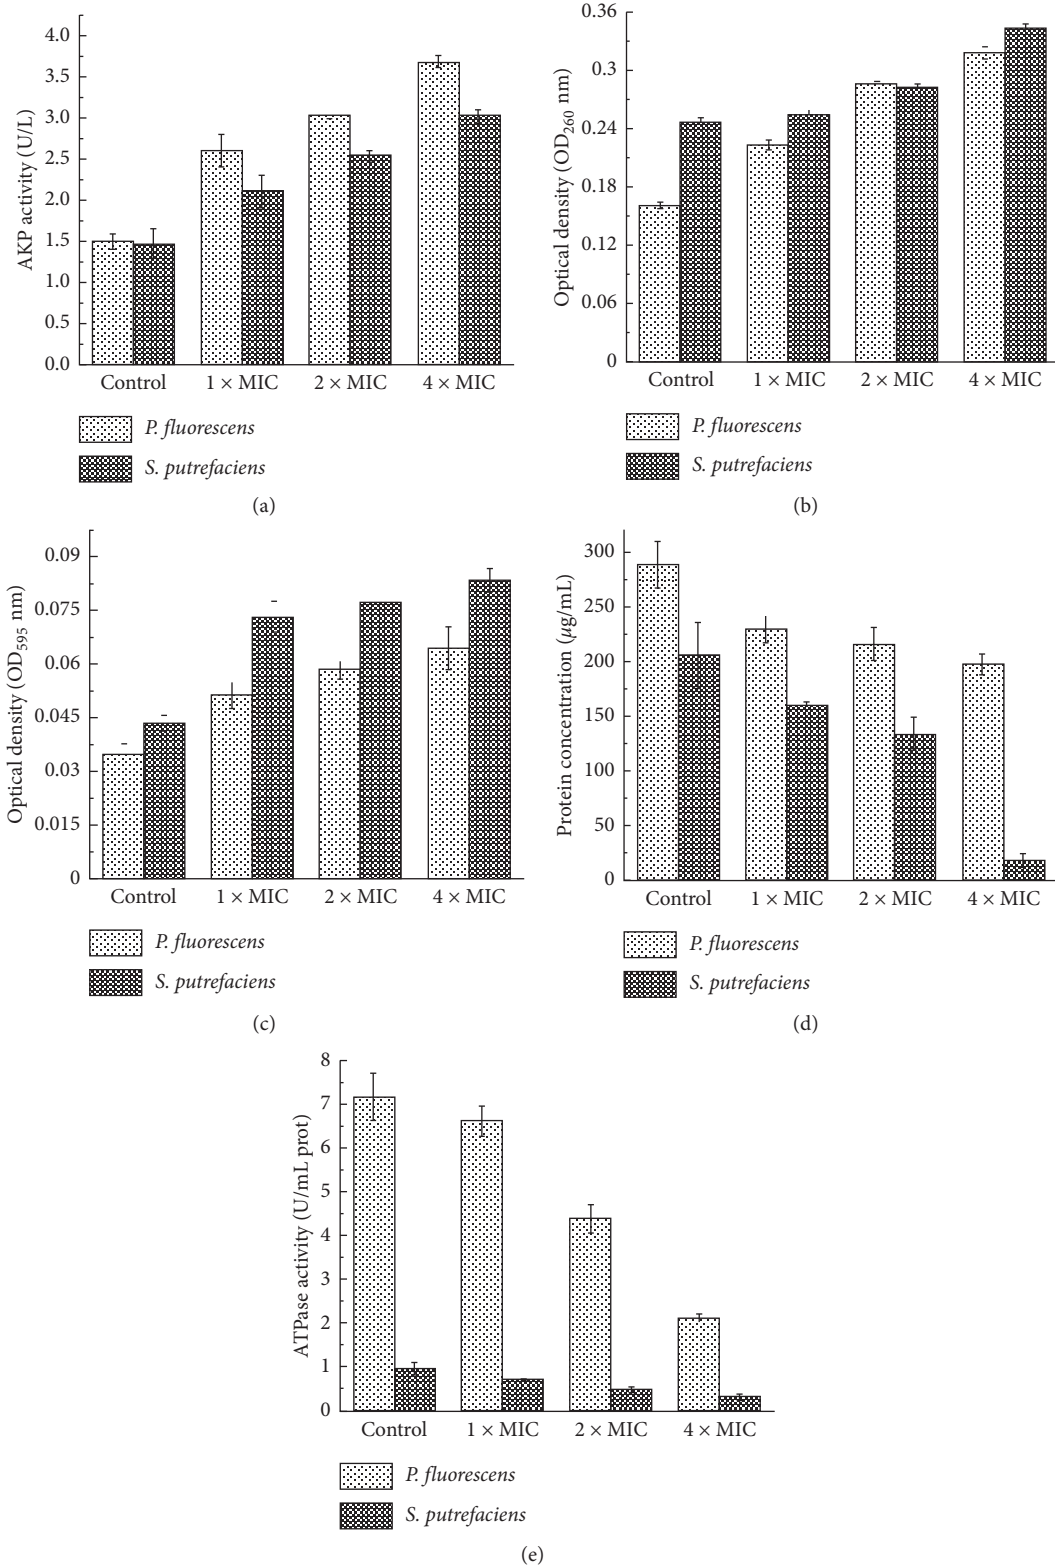 AKP activity (U/L)
4.0
3.5
3.0
2.5
2.0
1.5
1.0
0.5
0.0
Control
1 × MIC
2 × MIC
4 × MIC
P. fluorescens
S. putrefaciens
(a)
Optical density (OD260 nm)
0.36
0.3
0.24
0.18
0.12
0.06
0
Control
1 × MIC
2 × MIC
4 × MIC
P. fluorescens
S. putrefaciens
(b)
Optical density (OD595 nm)
0.09
0.075
0.06
0.045
0.03
0.015
0
Control
1 × MIC
2 × MIC
4 × MIC
P. fluorescens
S. putrefaciens
(c)
Protein concentration (µg/mL)
300
250
200
150
100
50
0
Control
1 × MIC
2 × MIC
4 × MIC
P. fluorescens
S. putrefaciens
(d)
ATPase activity (U/mL prot)
8
7
6
5
4
3
2
1
0
Control
1 × MIC
2 × MIC
4 × MIC
P. fluorescens
S. putrefaciens
(e)